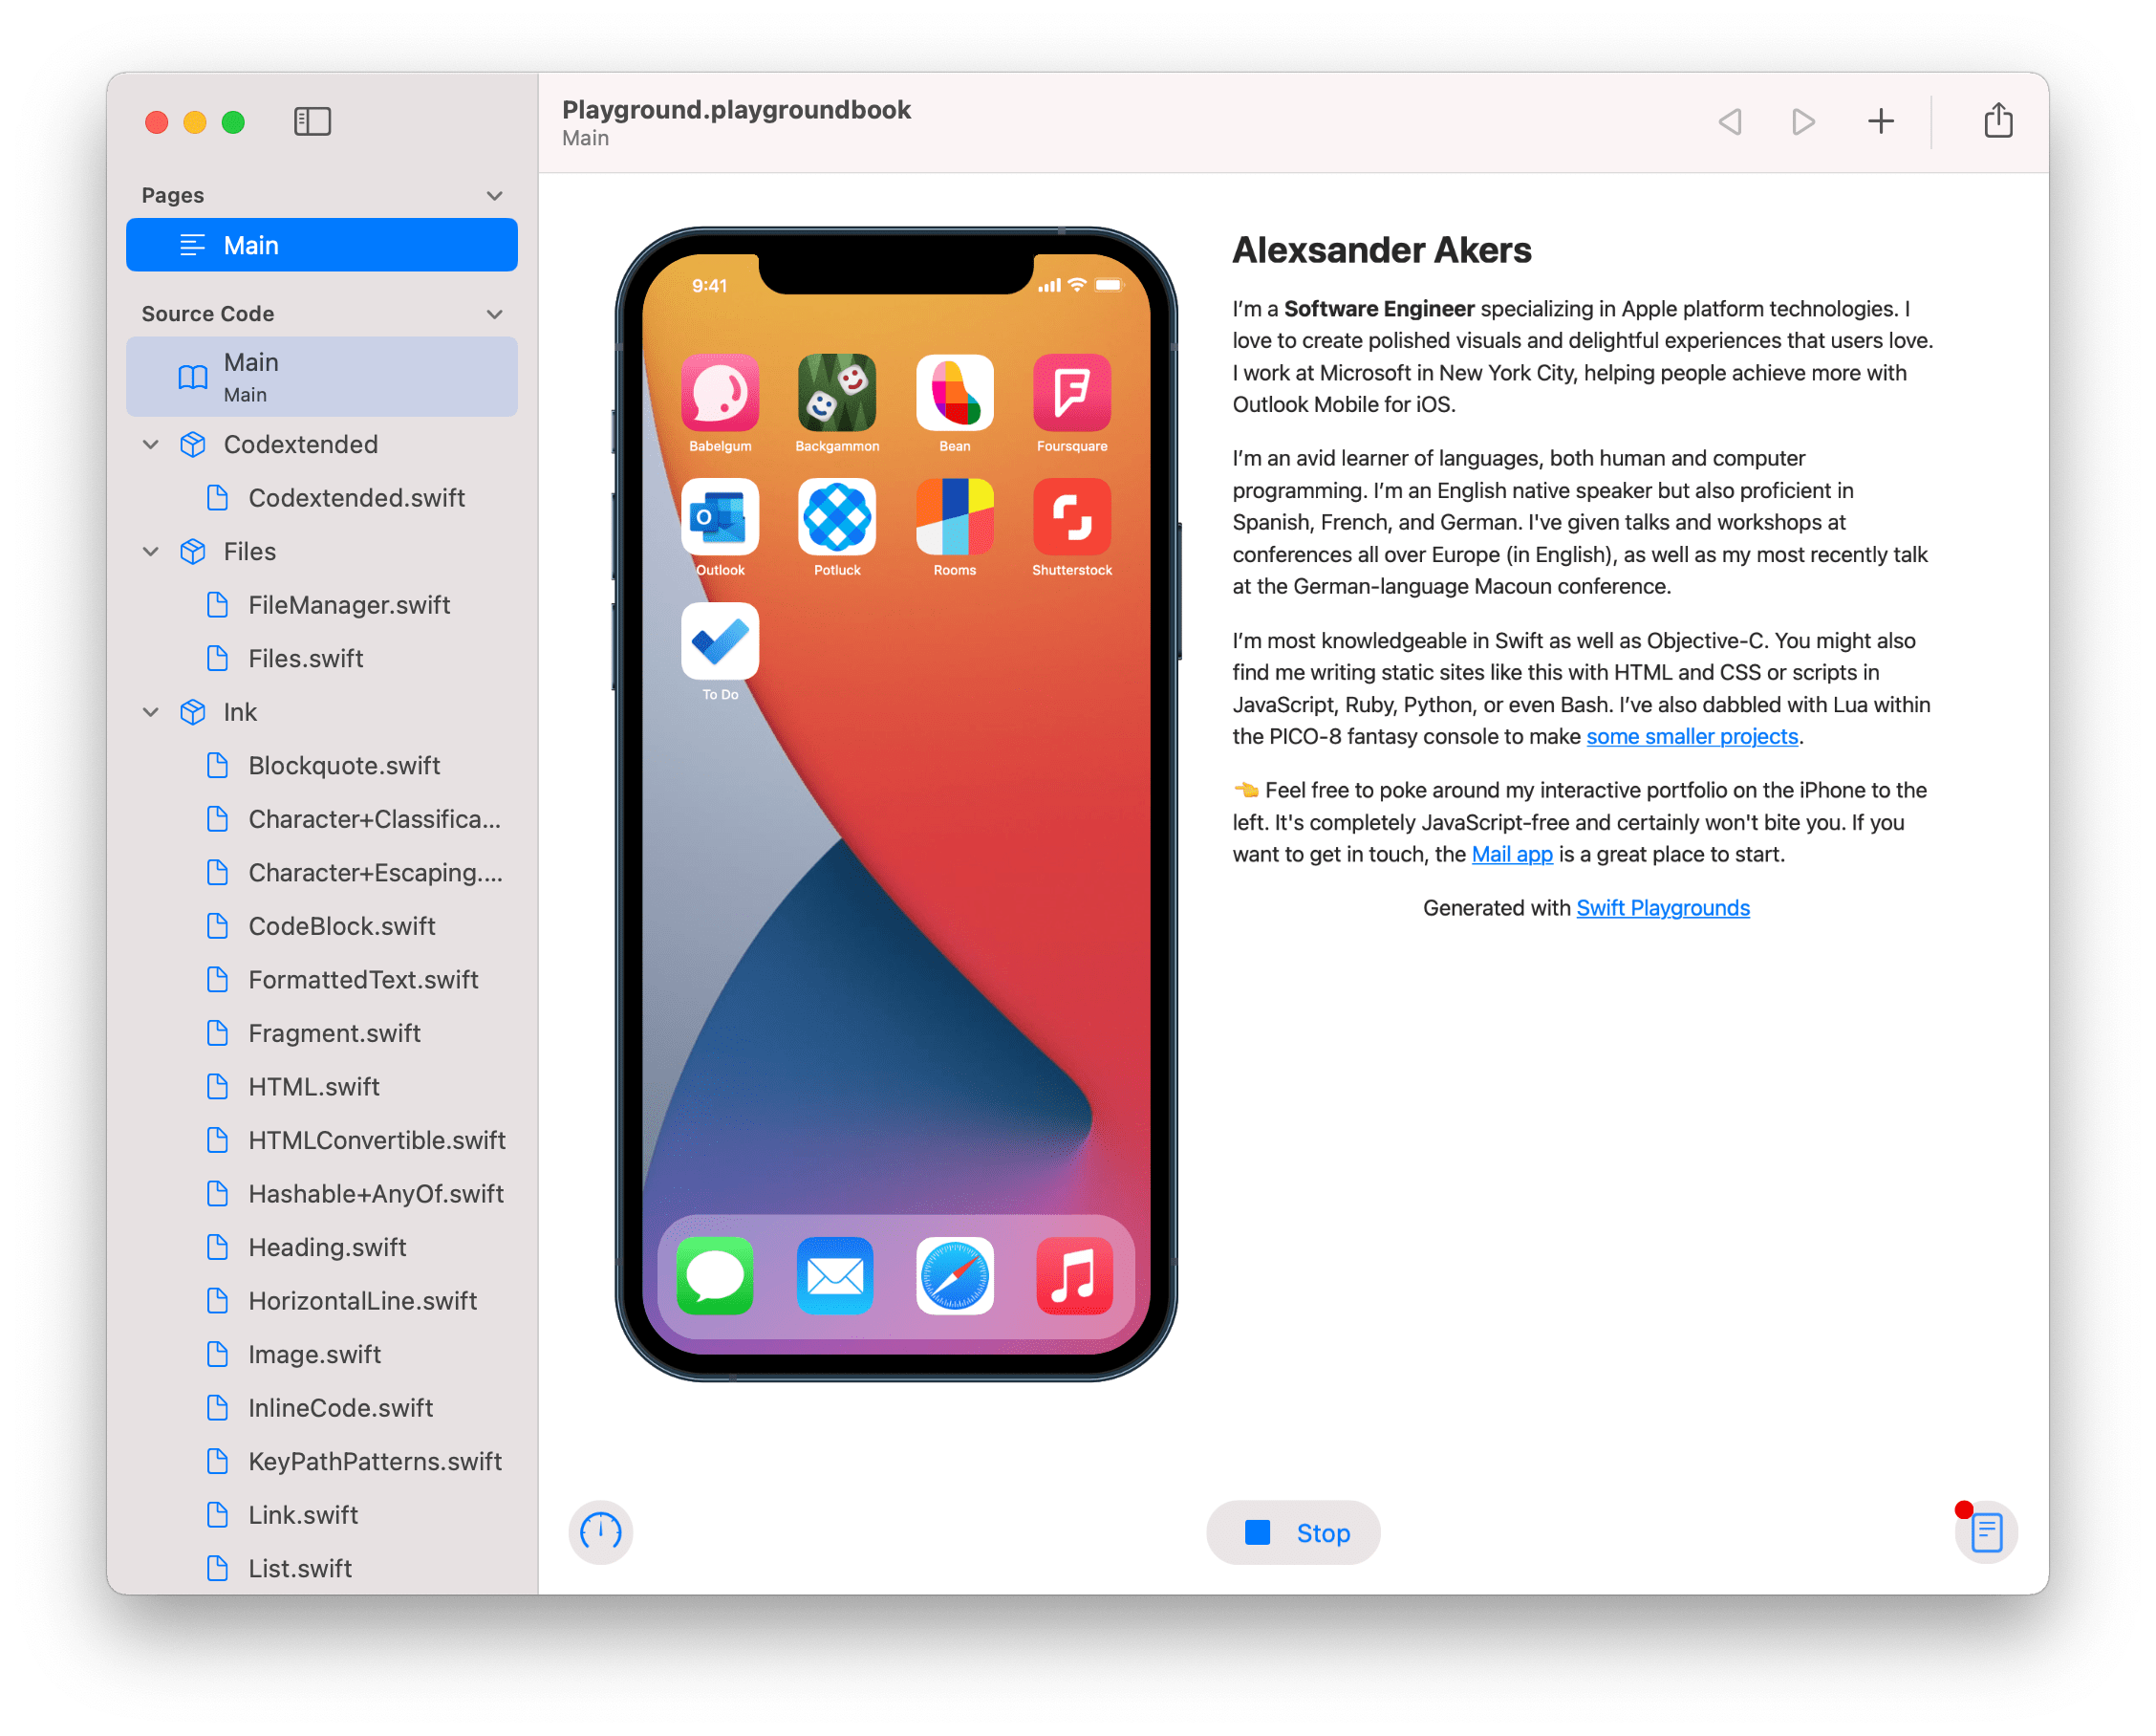 Playground.playgroundbook
Main
Pages
Main
Source Code
Main
Main
Codextended
Codextended.swift
Files
FileManager.swift
Files.swift
Ink
Blockquote.swift
Character+Classifica...
Character+Escaping....
CodeBlock.swift
FormattedText.swift
Fragment.swift
HTML.swift
HTMLConvertible.swift
Hashable+AnyOf.swift
Heading.swift
HorizontalLine.swift
Image.swift
InlineCode.swift
KeyPathPatterns.swift
Link.swift
List.swift
9:41
Babelgum
Backgammon
Bean
Foursquare
Outlook
Potluck
Rooms
Shutterstock
To Do
Alexsander Akers
I’m a Software Engineer specializing in Apple platform technologies. I
love to create polished visuals and delightful experiences that users love.
I work at Microsoft in New York City, helping people achieve more with
Outlook Mobile for iOS.
I’m an avid learner of languages, both human and computer
programming. I’m an English native speaker but also proficient in
Spanish, French, and German. I've given talks and workshops at
conferences all over Europe (in English), as well as my most recently talk
at the German-language Macoun conference.
I’m most knowledgeable in Swift as well as Objective-C. You might also
find me writing static sites like this with HTML and CSS or scripts in
JavaScript, Ruby, Python, or even Bash. I’ve also dabbled with Lua within
the PICO-8 fantasy console to make some smaller projects.
👈 Feel free to poke around my interactive portfolio on the iPhone to the
left. It's completely JavaScript-free and certainly won't bite you. If you
want to get in touch, the Mail app is a great place to start.
Generated with Swift Playgrounds
Stop